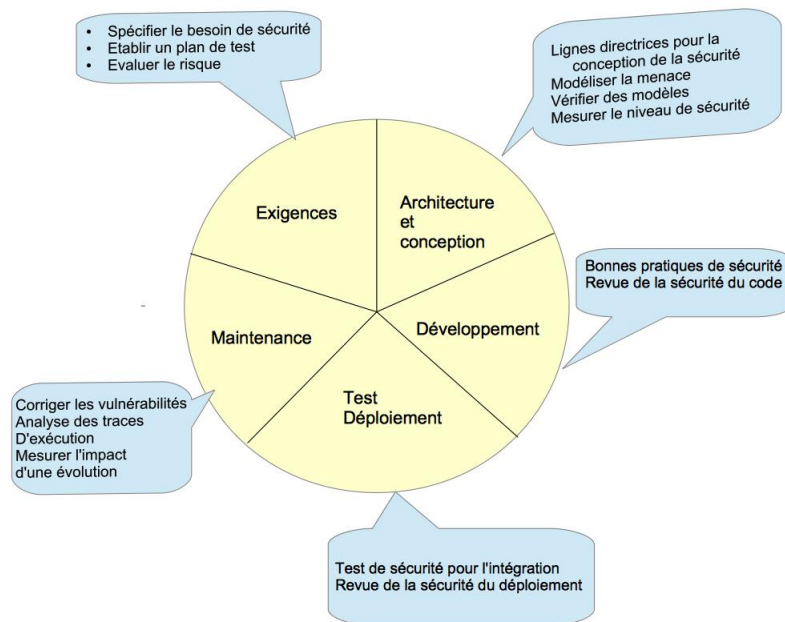 • Spécifier le besoin de sécurité
• Etablir un plan de test
• Evaluer le risque
Lignes directrices pour la
conception de la sécurité
Modéliser la menace
Vérifier des modèles
Mesurer le niveau de sécurité
Exigences
Architecture
et
conception
Bonnes pratiques de sécurité
Revue de la sécurité du code
Développement
Maintenance
Test
Déploiement
Corriger les vulnérabilités
Analyse des traces
D'exécution
Mesurer l'impact
d'une évolution
Test de sécurité pour l'intégration
Revue de la sécurité du déploiement